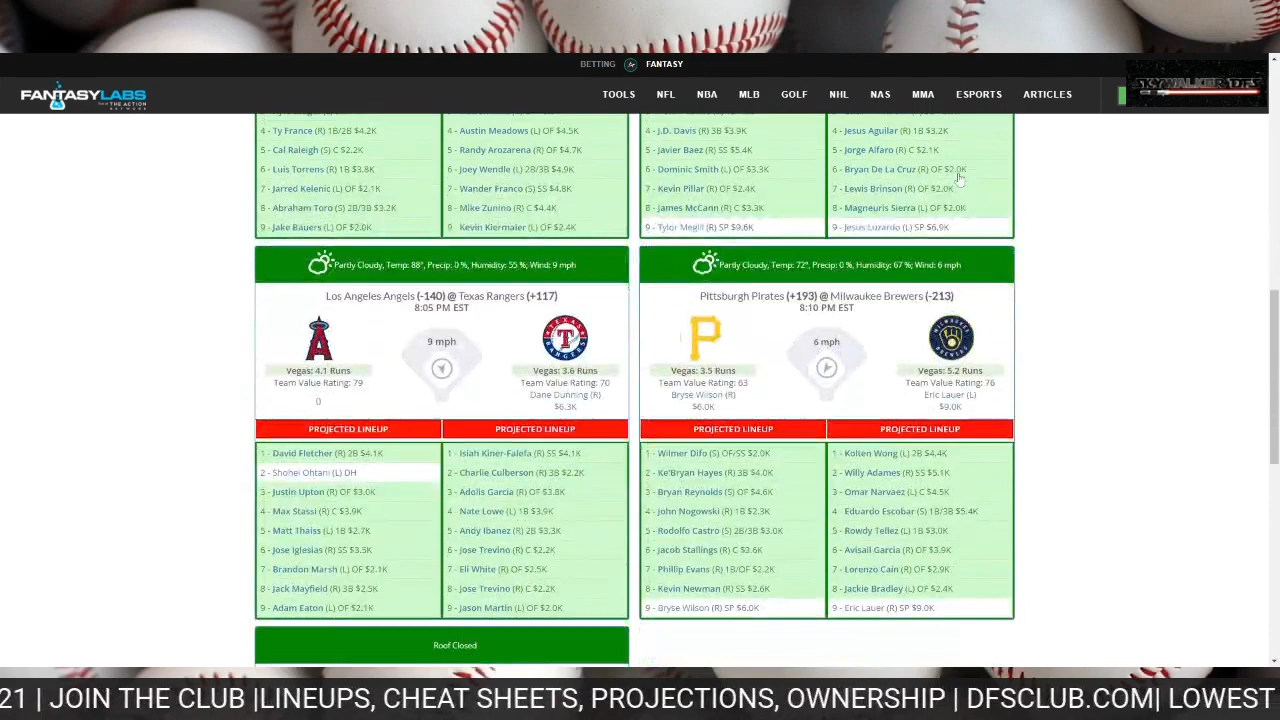 BETTING FANTASY
FANTASYLABS
TOOLS NFL NBA MLB GOLF NHL NAS MMA ESPORTS ARTICLES
SKYWALKER DFS
4 - Ty France (R) 1B/2B $4.2K
5 - Cal Raleigh (S) C $2.2K
6 - Luis Torrens (R) 1B $3.8K
7 - Jarred Kelenic (L) OF $2.1K
8 - Abraham Toro (S) 2B/3B $3.2K
9 - Jake Bauers (L) OF $2.0K
4 - Austin Meadows (L) OF $4.5K
5 - Randy Arozarena (R) OF $4.7K
6 - Joey Wendle (L) 2B/3B $4.9K
7 - Wander Franco (S) SS $4.8K
8 - Mike Zunino (R) C $4.4K
9 - Kevin Kiermaier (L) OF $2.4K
4 - J.D. Davis (R) 3B $3.9K
5 - Javier Baez (R) SS $5.4K
6 - Dominic Smith (L) OF $3.3K
7 - Kevin Pillar (R) OF $2.4K
8 - James McCann (R) C $3.3K
9 - Tylor Megill (R) SP $9.6K
4 - Jesus Aguilar (R) 1B $3.2K
5 - Jorge Alfaro (R) C $2.1K
6 - Bryan De La Cruz (R) OF $2.0K
7 - Lewis Brinson (R) OF $2.0K
8 - Magneuris Sierra (L) OF $2.0K
9 - Jesus Luzardo (L) SP $6.9K
Partly Cloudy, Temp: 88°, Precip: 0 %, Humidity: 55 %; Wind: 9 mph
Los Angeles Angels (-140) @ Texas Rangers (+117)
8:05 PM EST
9 mph
Vegas: 4.1 Runs
Team Value Rating: 79
()
Vegas: 3.6 Runs
Team Value Rating: 70
Dane Dunning (R)
$6.3K
PROJECTED LINEUP
PROJECTED LINEUP
1 - David Fletcher (R) 2B $4.1K
2 - Shohei Ohtani (L) DH
3 - Justin Upton (R) OF $3.0K
4 - Max Stassi (R) C $3.9K
5 - Matt Thaiss (L) 1B $2.7K
6 - Jose Iglesias (R) SS $3.5K
7 - Brandon Marsh (L) OF $2.1K
8 - Jack Mayfield (R) 3B $2.5K
9 - Adam Eaton (L) OF $2.1K
1 - Isiah Kiner-Falefa (R) SS $4.1K
2 - Charlie Culberson (R) 3B $2.2K
3 - Adolis Garcia (R) OF $3.8K
4 - Nate Lowe (L) 1B $3.9K
5 - Andy Ibanez (R) 2B $3.3K
6 - Jose Trevino (R) C $2.2K
7 - Eli White (R) OF $2.5K
8 - Jose Trevino (R) C $2.2K
9 - Jason Martin (L) OF $2.0K
Partly Cloudy, Temp: 72°, Precip: 0 %, Humidity: 67 %; Wind: 6 mph
Pittsburgh Pirates (+193) @ Milwaukee Brewers (-213)
8:10 PM EST
6 mph
Vegas: 3.5 Runs
Team Value Rating: 63
Bryse Wilson (R)
$6.0K
Vegas: 5.2 Runs
Team Value Rating: 76
Eric Lauer (L)
$9.0K
PROJECTED LINEUP
PROJECTED LINEUP
1 - Wilmer Difo (S) OF/SS $2.0K
2 - Ke'Bryan Hayes (R) 3B $4.0K
3 - Bryan Reynolds (S) OF $4.6K
4 - John Nogowski (R) 1B $2.3K
5 - Rodolfo Castro (S) 2B/3B $3.0K
6 - Jacob Stallings (R) C $3.6K
7 - Phillip Evans (R) 1B/OF $2.2K
8 - Kevin Newman (R) SS $2.6K
9 - Bryse Wilson (R) SP $6.0K
1 - Kolten Wong (L) 2B $4.4K
2 - Willy Adames (R) SS $5.1K
3 - Omar Narvaez (L) C $4.5K
4 - Eduardo Escobar (S) 1B/3B $5.4K
5 - Rowdy Tellez (L) 1B $3.0K
6 - Avisail Garcia (R) OF $3.9K
7 - Lorenzo Cain (R) OF $2.9K
8 - Jackie Bradley (L) OF $2.4K
9 - Eric Lauer (L) SP $9.0K
Roof Closed
21 | JOIN THE CLUB |LINEUPS, CHEAT SHEETS, PROJECTIONS, OWNERSHIP | DFSCLUB.COM| LOWEST